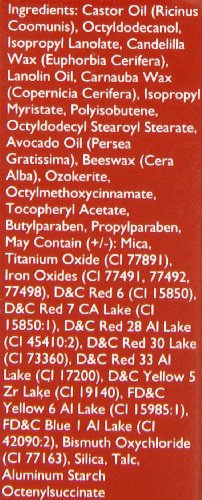 Ingredients: Castor Oil (Ricinus
Coomunis), Octyldodecanol,
Isopropyl Lanolate, Candelilla
Wax (Euphorbia Cerifera),
Lanolin Oil, Carnauba Wax
(Copernicia Cerifera), Isopropyl
Myristate, Polyisobutene,
Octyldodecyl Stearoyl Stearate,
Avocado Oil (Persea
Gratissima), Beeswax (Cera
Alba), Ozokerite,
Octylmethoxycinnamate,
Tocopheryl Acetate,
Butylparaben, Propylparaben,
May Contain (+/-): Mica,
Titanium Oxide (CI 77891),
Iron Oxides (CI 77491, 77492,
77498), D&C Red 6 (CI 15850),
D&C Red 7 CA Lake (CI
15850:1), D&C Red 28 Al Lake
(CI 45410:2), D&C Red 30 Lake
(CI 73360), D&C Red 33 Al
Lake (CI 17200), D&C Yellow 5
Zr Lake (CI 19140), FD&C
Yellow 6 Al Lake (CI 15985:1),
FD&C Blue 1 Al Lake (CI
42090:2), Bismuth Oxychloride
(CI 77163), Silica, Talc,
Aluminum Starch
Octenylsuccinate